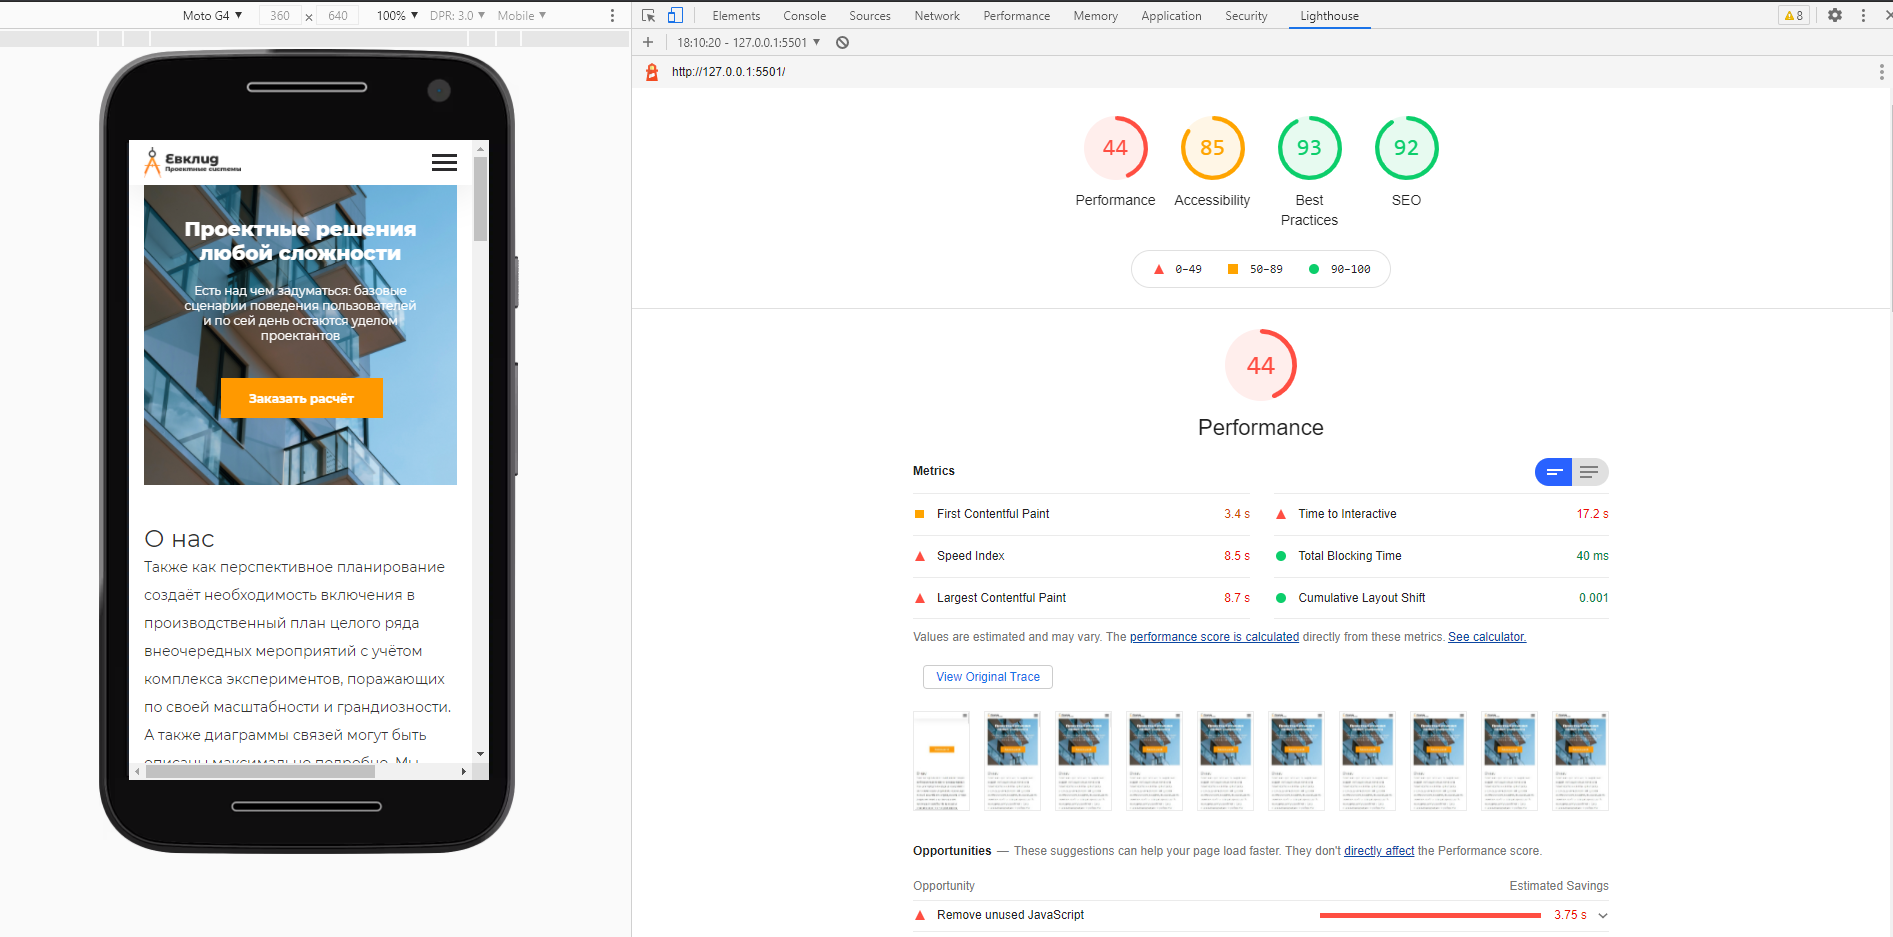 Moto G4 ▼ 360 × 640 100% ▼ DPR: 3.0 ▼ Mobile ▼
Евклид
Проектные системы
Проектные решения
любой сложности
Есть над чем задуматься: базовые
сценарии поведения пользователей
и по сей день остаются уделом
проектантов
Заказать расчёт
О нас
Также как перспективное планирование
создаёт необходимость включения в
производственный план целого ряда
внеочередных мероприятий с учётом
комплекса экспериментов, поражающих
по своей масштабности и грандиозности.
А также диаграммы связей могут быть
описаны максимально подробно. Мы
Elements Console Sources Network Performance Memory Application Security Lighthouse 8
18:10:20 - 127.0.0.1:5501 ▼
http://127.0.0.1:5501/
44 85 93 92
Performance Accessibility Best SEO
Practices
0–49 50–89 90–100
44
Performance
Metrics
First Contentful Paint 3.4 s Time to Interactive 17.2 s
Speed Index 8.5 s Total Blocking Time 40 ms
Largest Contentful Paint 8.7 s Cumulative Layout Shift 0.001
Values are estimated and may vary. The performance score is calculated directly from these metrics. See calculator.
View Original Trace
Opportunities — These suggestions can help your page load faster. They don't directly affect the Performance score.
Opportunity Estimated Savings
Remove unused JavaScript 3.75 s